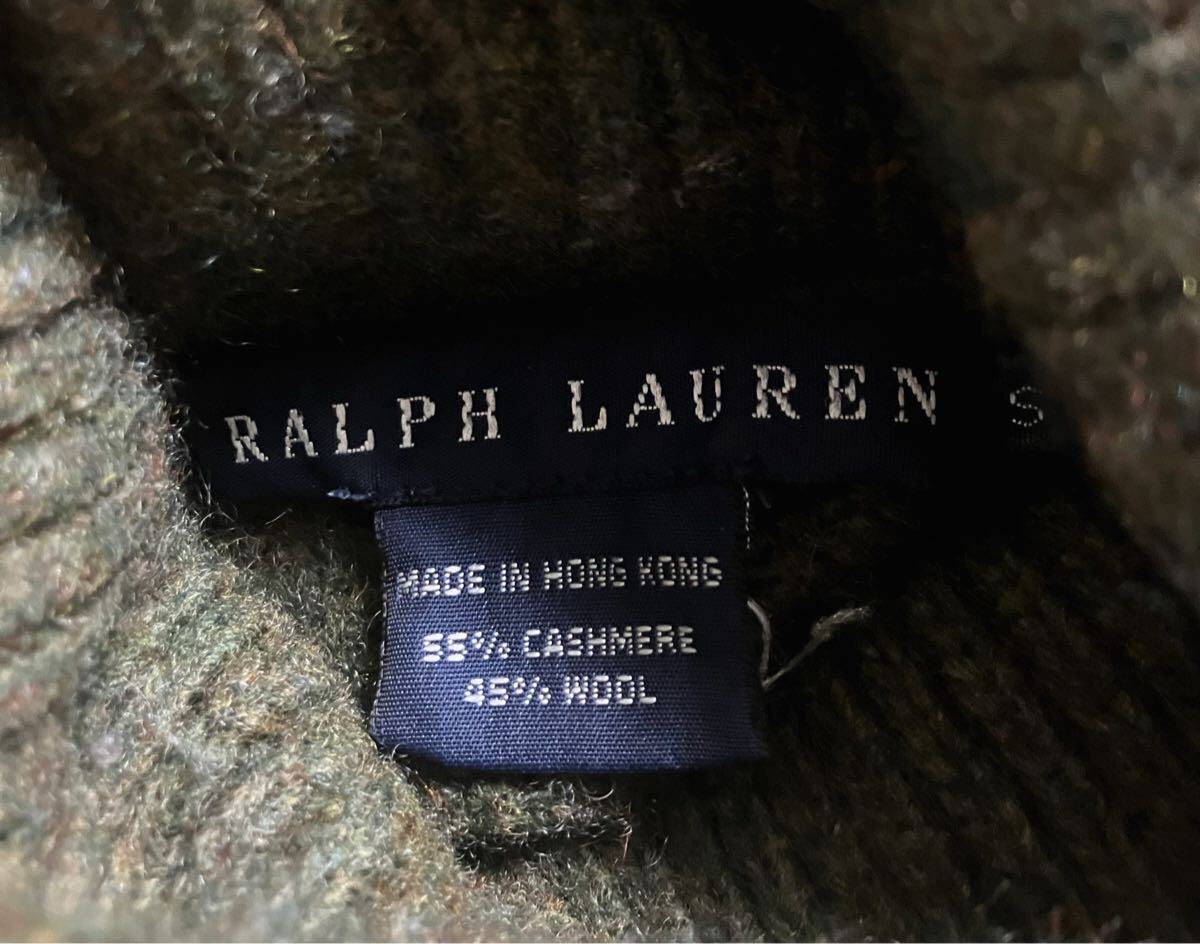 RALPH LAUREN S
MADE IN HONG KONG
55% CASHMERE
45% WOOL